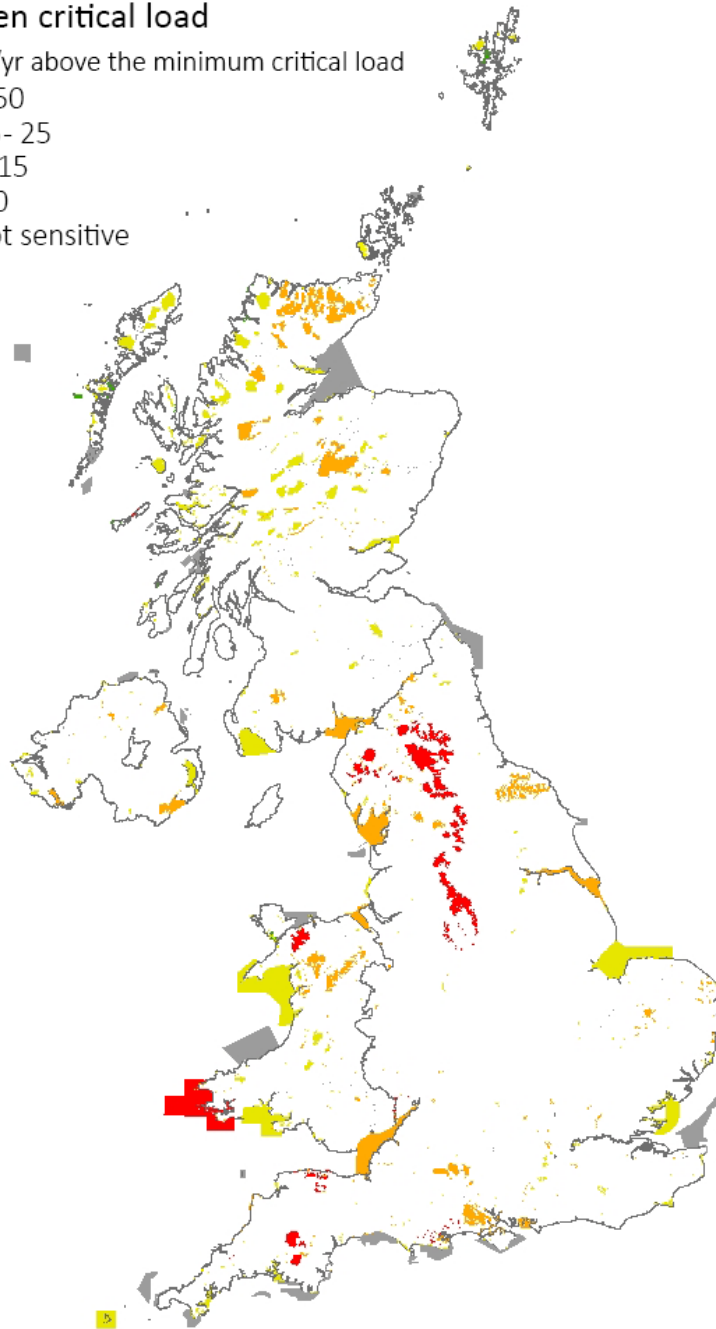 en critical load
/yr above the minimum critical load
50
- 25
15
0
ot sensitive